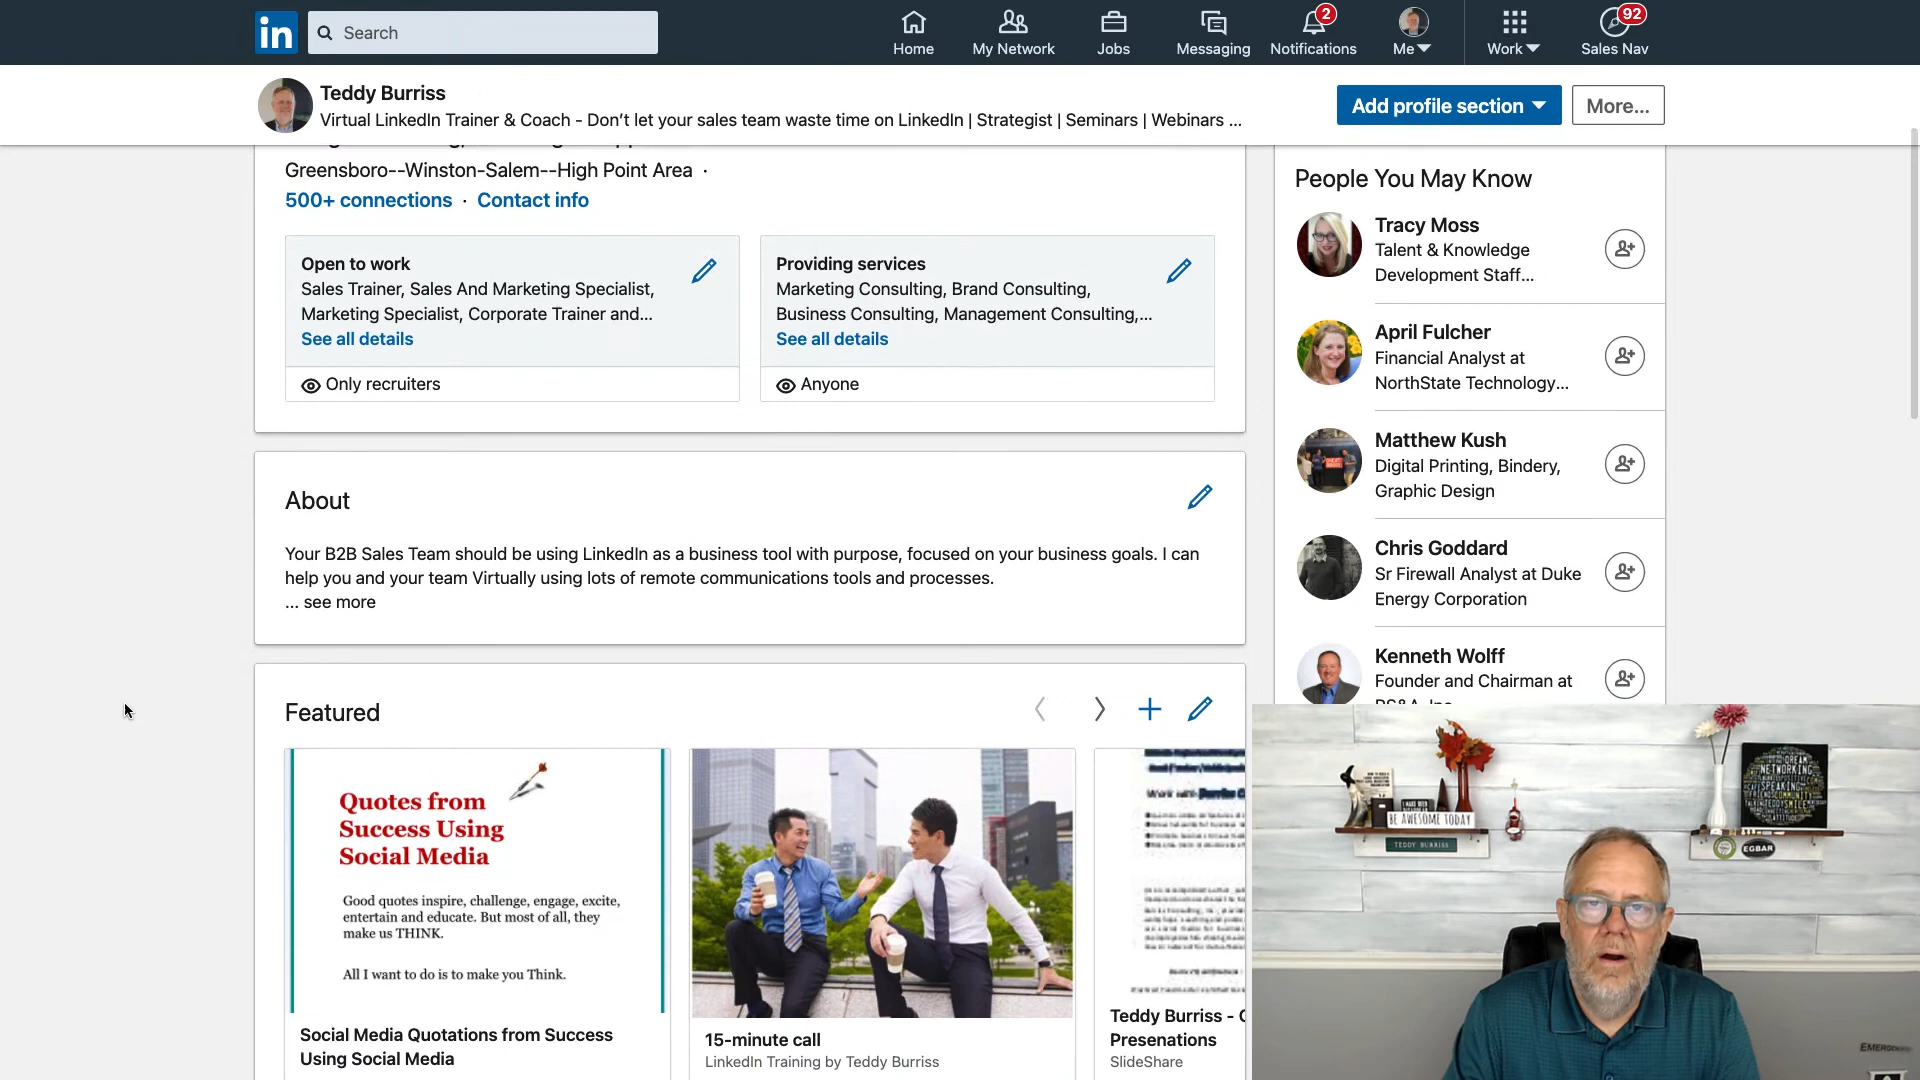 in
Search
Home
My Network
Jobs
Messaging
2
Notifications
Me
Work
92
Sales Nav
Teddy Burriss
Virtual LinkedIn Trainer & Coach - Don’t let your sales team waste time on LinkedIn | Strategist | Seminars | Webinars ...
Add profile section
More...
Greensboro--Winston-Salem--High Point Area ·
500+ connections · Contact info
Open to work
Sales Trainer, Sales And Marketing Specialist,
Marketing Specialist, Corporate Trainer and...
See all details
Only recruiters
Providing services
Marketing Consulting, Brand Consulting,
Business Consulting, Management Consulting,...
See all details
Anyone
About
Your B2B Sales Team should be using LinkedIn as a business tool with purpose, focused on your business goals. I can
help you and your team Virtually using lots of remote communications tools and processes.
... see more
Featured
Quotes from
Success Using
Social Media
Good quotes inspire, challenge, engage, excite,
entertain and educate. But most of all, they
make us THINK.
All I want to do is to make you Think.
Social Media Quotations from Success
Using Social Media
15-minute call
LinkedIn Training by Teddy Burriss
Teddy Burriss -
Presenations
SlideShare
People You May Know
Tracy Moss
Talent & Knowledge
Development Staff...
April Fulcher
Financial Analyst at
NorthState Technology...
Matthew Kush
Digital Printing, Bindery,
Graphic Design
Chris Goddard
Sr Firewall Analyst at Duke
Energy Corporation
Kenneth Wolff
Founder and Chairman at
BE AWESOME TODAY
TEDDY BURRISS
DREAM
NETWORKING
SPEAKING
COMMUNITY
ATTITUDE
EGBAR